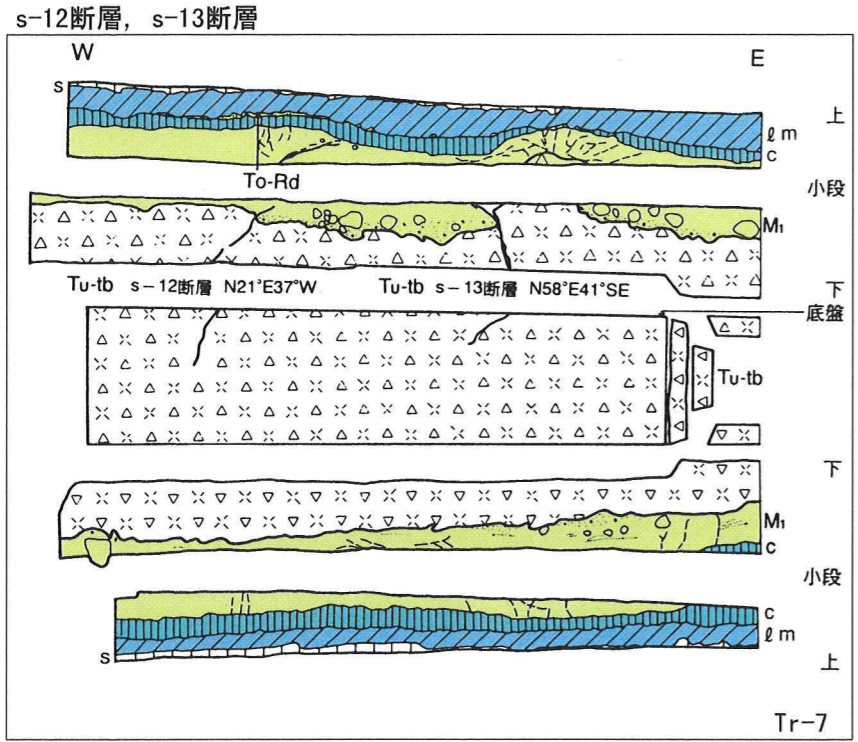 s-12断層, s-13断層
W
E
s
上
ℓ m
c
To-Rd
小段
M₁
Tu-tb s-12断層 N21°E37°W Tu-tb s-13断層 N58°E41°SE
下
底盤
Tu-tb
下
M₁
c
小段
c
ℓ m
s
上
Tr-7